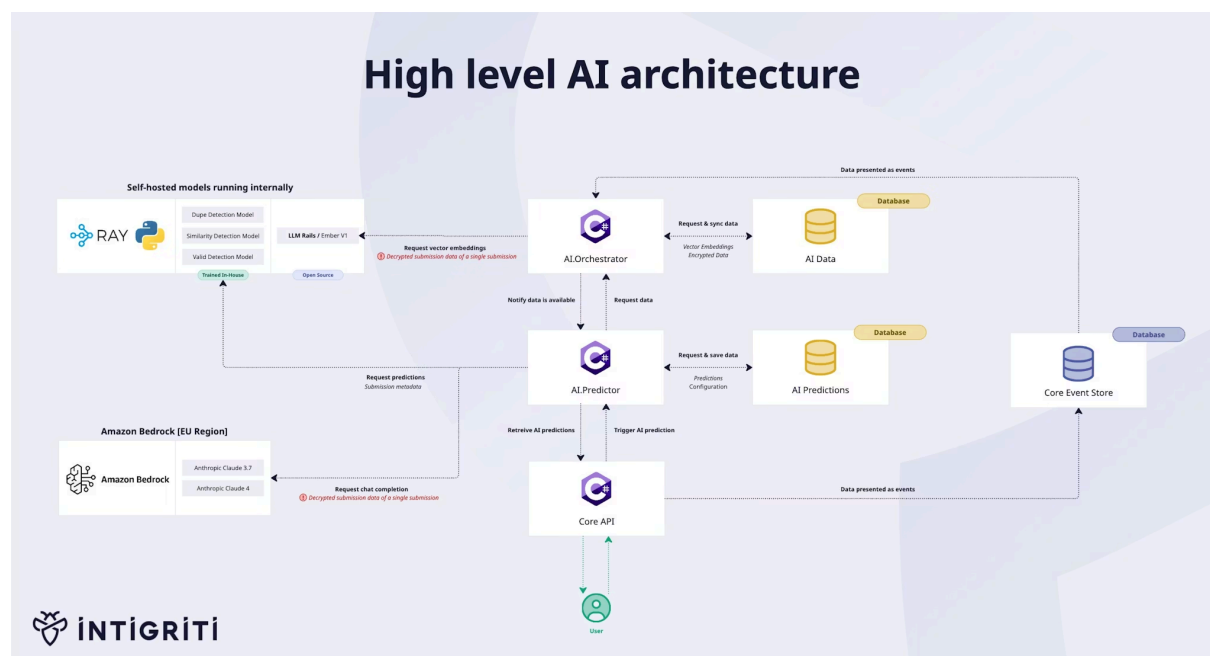 High level AI architecture
Data presented as events
Self-hosted models running internally
Database
RAY
Dupe Detection Model
Similarity Detection Model
Valid Detection Model
LLM Rails / Ember V1
Trained In-House
Open Source
Request vector embeddings
Decrypted submission data of a single submission
C#
AI.Orchestrator
Request & sync data
Vector Embeddings
Encrypted Data
AI Data
Notify data is available
Request data
Database
Database
Request predictions
Submission metadata
C#
AI.Predictor
Request & save data
Predictions
Configuration
AI Predictions
Core Event Store
Retreive AI predictions
Trigger AI prediction
Amazon Bedrock [EU Region]
Amazon Bedrock
Anthropic Claude 3.7
Anthropic Claude 4
Request chat completion
Decrypted submission data of a single submission
C#
Core API
Data presented as events
User
INTIGRITI